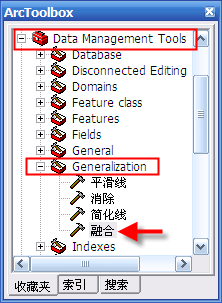 ArcToolbox
Data Management Tools
Database
Disconnected Editing
Domains
Feature class
Features
Fields
General
Generalization
平滑线
消除
简化线
融合
Indexes
收藏夹 索引 搜索